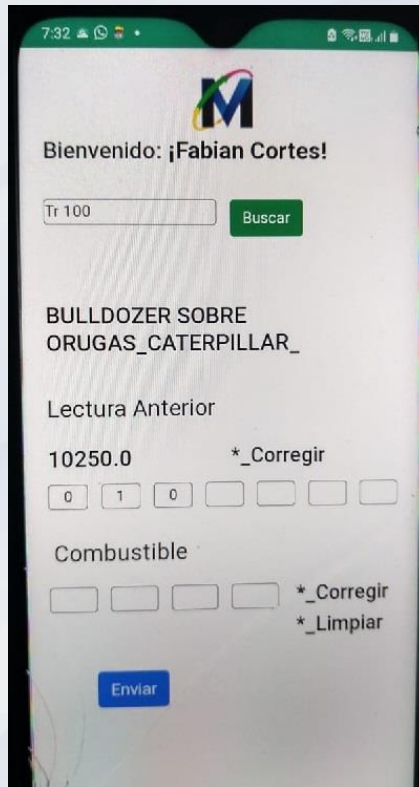 7:32
M
Bienvenido: ¡Fabian Cortes!
Tr 100
Buscar
BULLDOZER SOBRE
ORUGAS_CATERPILLAR_
Lectura Anterior
10250.0 *_Corregir
0 1 0
Combustible
*_Corregir
*_Limpiar
Enviar